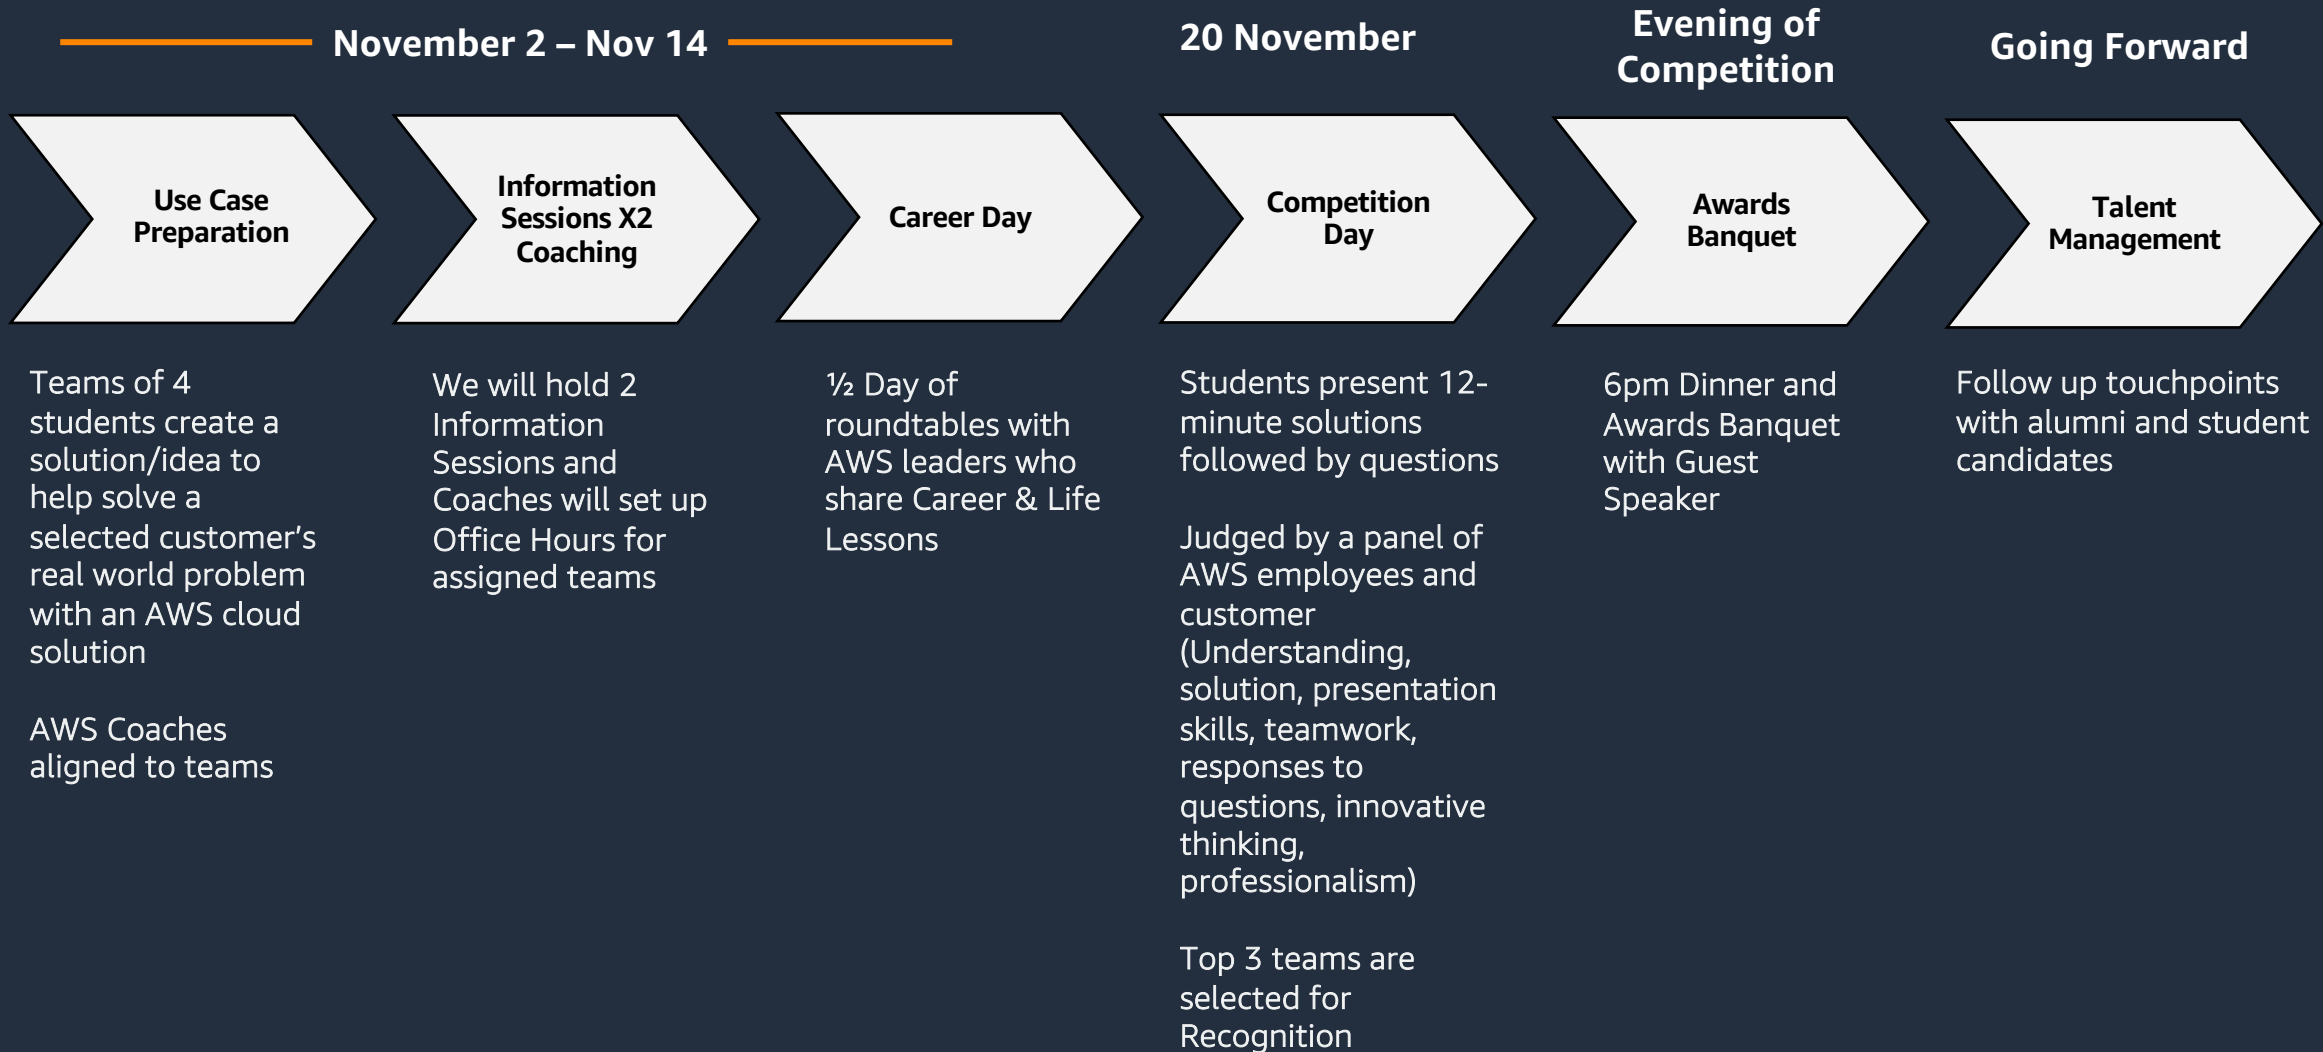 November 2 – Nov 14
20 November
Evening of
Competition
Going Forward
Use Case
Preparation
Information
Sessions X2
Coaching
Career Day
Competition
Day
Awards
Banquet
Talent
Management
Teams of 4
students create a
solution/idea to
help solve a
selected customer’s
real world problem
with an AWS cloud
solution
AWS Coaches
aligned to teams
We will hold 2
Information
Sessions and
Coaches will set up
Office Hours for
assigned teams
½ Day of
roundtables with
AWS leaders who
share Career & Life
Lessons
Students present 12-
minute solutions
followed by questions
Judged by a panel of
AWS employees and
customer
(Understanding,
solution, presentation
skills, teamwork,
responses to
questions, innovative
thinking,
professionalism)
Top 3 teams are
selected for
Recognition
6pm Dinner and
Awards Banquet
with Guest
Speaker
Follow up touchpoints
with alumni and student
candidates